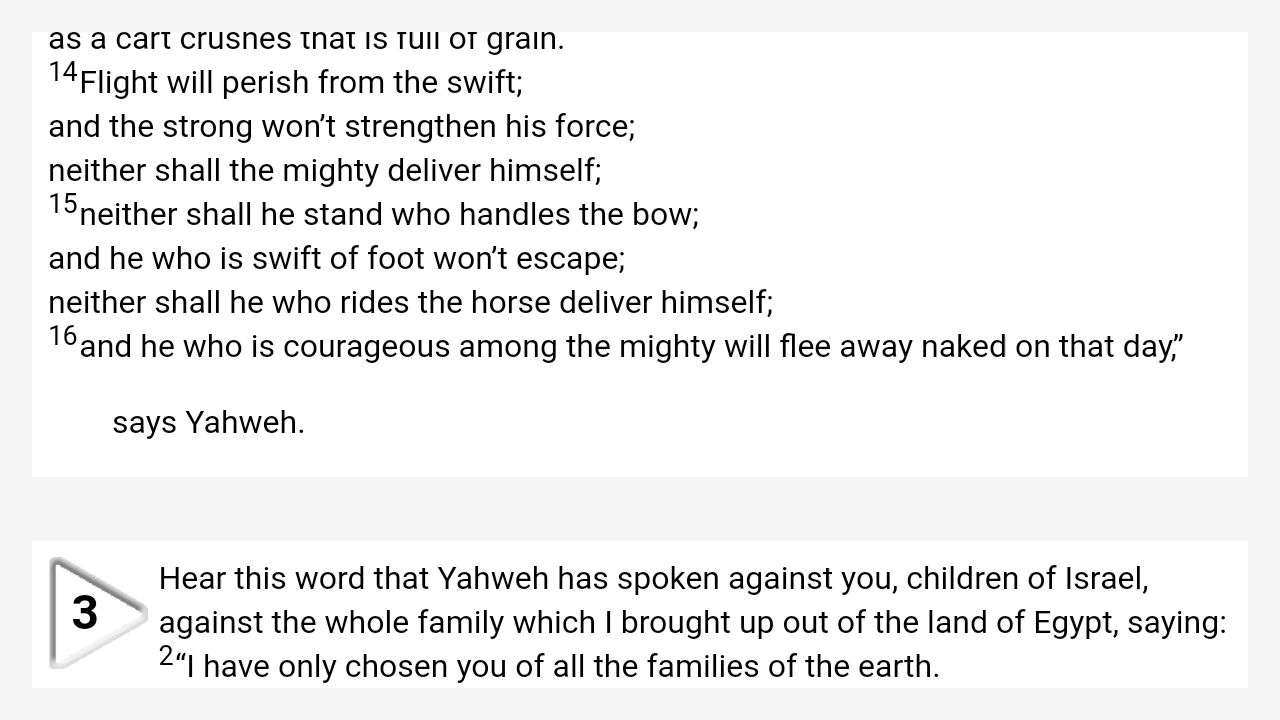 as a cart crushes that is full of grain.
14Flight will perish from the swift;
and the strong won’t strengthen his force;
neither shall the mighty deliver himself;
15neither shall he stand who handles the bow;
and he who is swift of foot won’t escape;
neither shall he who rides the horse deliver himself;
16and he who is courageous among the mighty will flee away naked on that day,”
says Yahweh.
3
Hear this word that Yahweh has spoken against you, children of Israel,
against the whole family which I brought up out of the land of Egypt, saying:
2“I have only chosen you of all the families of the earth.